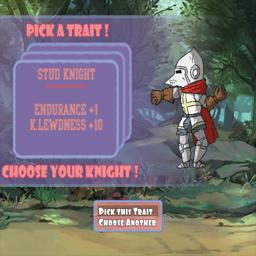 PICK A TRAIT !
STUD KNIGHT
ENDURANCE +1
K.LEWDNESS +10
CHOOSE YOUR KNIGHT !
PICK THIS TRAIT
CHOOSE ANOTHER